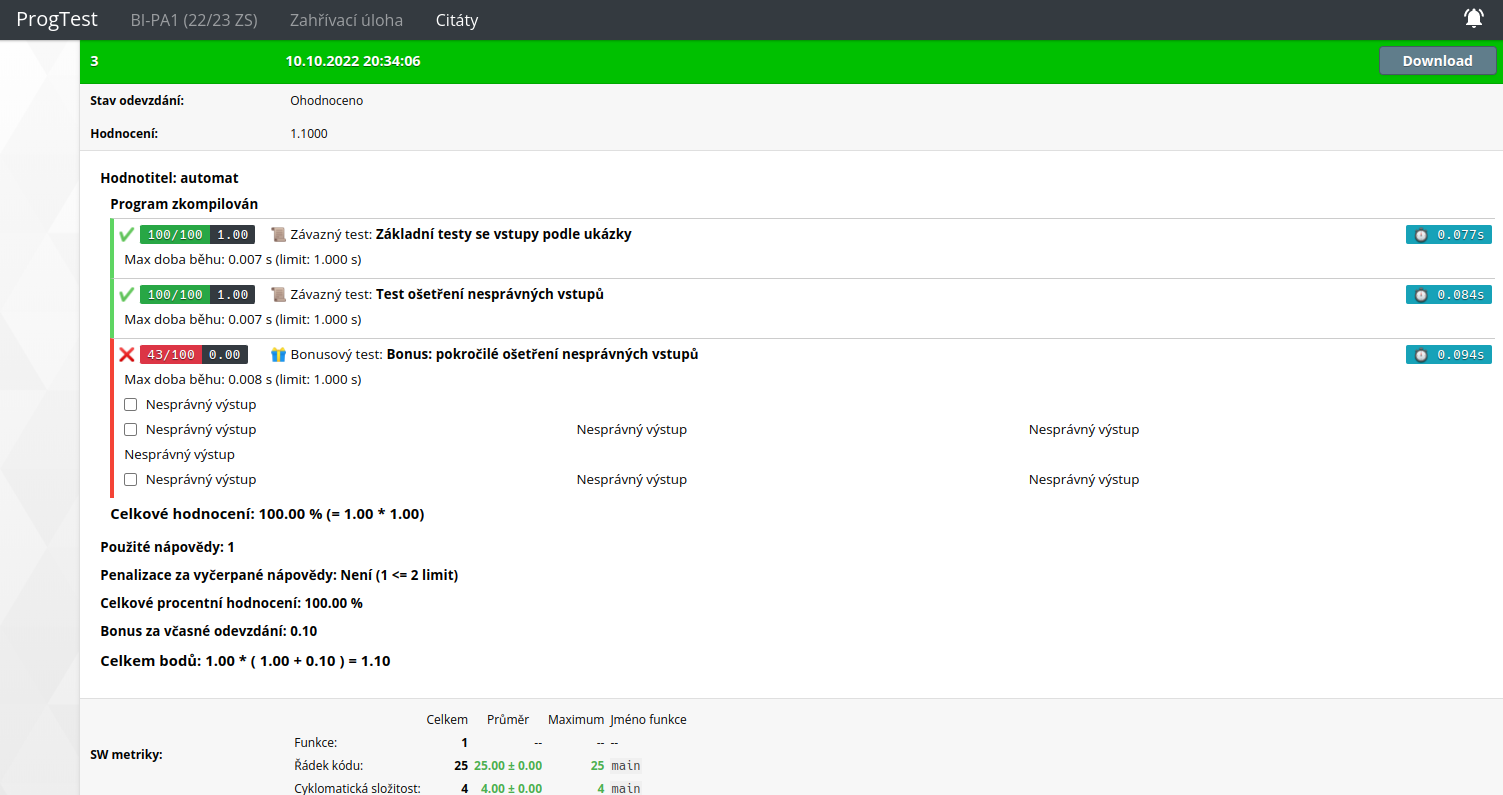 ProgTest BI-PA1 (22/23 ZS) Zahřívací úloha Citáty
3 10.10.2022 20:34:06 Download
Stav odevzdání: Ohodnoceno
Hodnocení: 1.1000
Hodnotitel: automat
Program zkompilován
100/100 1.00 Závazný test: Základní testy se vstupy podle ukázky 0.077s
Max doba běhu: 0.007 s (limit: 1.000 s)
100/100 1.00 Závazný test: Test ošetření nesprávných vstupů 0.084s
Max doba běhu: 0.007 s (limit: 1.000 s)
43/100 0.00 Bonusový test: Bonus: pokročilé ošetření nesprávných vstupů 0.094s
Max doba běhu: 0.008 s (limit: 1.000 s)
Nesprávný výstup
Nesprávný výstup Nesprávný výstup Nesprávný výstup
Nesprávný výstup
Nesprávný výstup Nesprávný výstup Nesprávný výstup
Celkové hodnocení: 100.00 % (= 1.00 * 1.00)
Použité nápovědy: 1
Penalizace za vyčerpané nápovědy: Není (1 <= 2 limit)
Celkové procentní hodnocení: 100.00 %
Bonus za včasné odevzdání: 0.10
Celkem bodů: 1.00 * ( 1.00 + 0.10 ) = 1.10
Celkem Průměr Maximum Jméno funkce
SW metriky:
Funkce: 1 -- -- --
Řádek kódu: 25 25.00 ± 0.00 25 main
Cyklomatická složitost: 4 4.00 ± 0.00 4 main